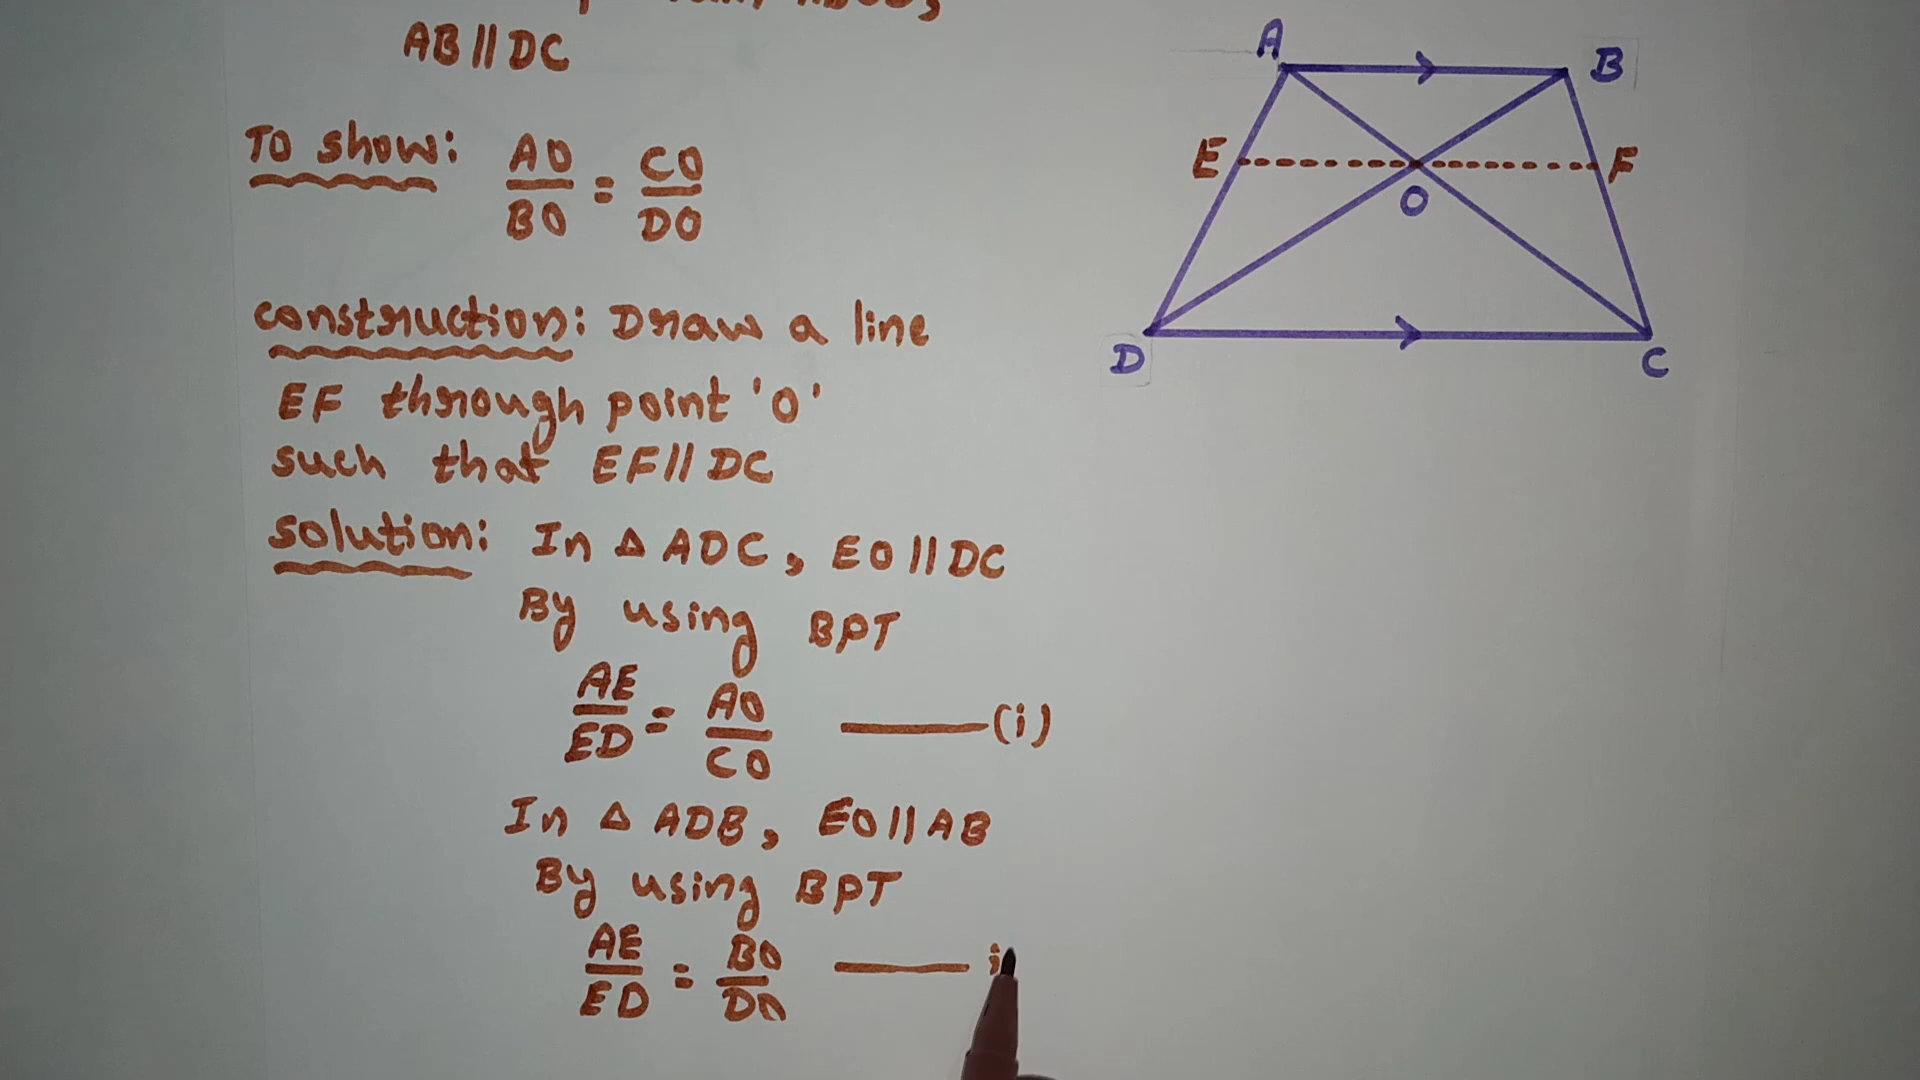 AB || DC
To show: AO/BO = CO/DO
construction: Draw a line
EF through point 'O'
such that EF || DC
solution: In Δ ADC, EO || DC
By using BPT
AE/ED = AO/CO ——— (i)
In Δ ADB, EO || AB
By using BPT
AE/ED = BO/DO ——— i
A
B
E
F
O
D
C